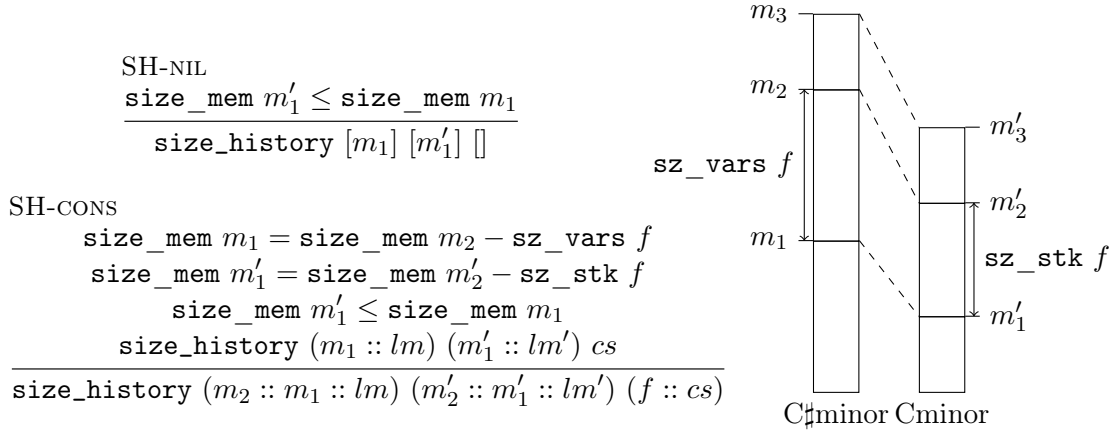 SH-NIL
size_mem m′₁ ≤ size_mem m₁
size_history [m₁] [m′₁] []
SH-CONS
size_mem m₁ = size_mem m₂ − sz_vars f
size_mem m′₁ = size_mem m′₂ − sz_stk f
size_mem m′₁ ≤ size_mem m₁
size_history (m₁ :: lm) (m′₁ :: lm′) cs
size_history (m₂ :: m₁ :: lm) (m′₂ :: m′₁ :: lm′) (f :: cs)
m₃
m₂
sz_vars f
m₁
m′₃
m′₂
sz_stk f
m′₁
C♯minor Cminor